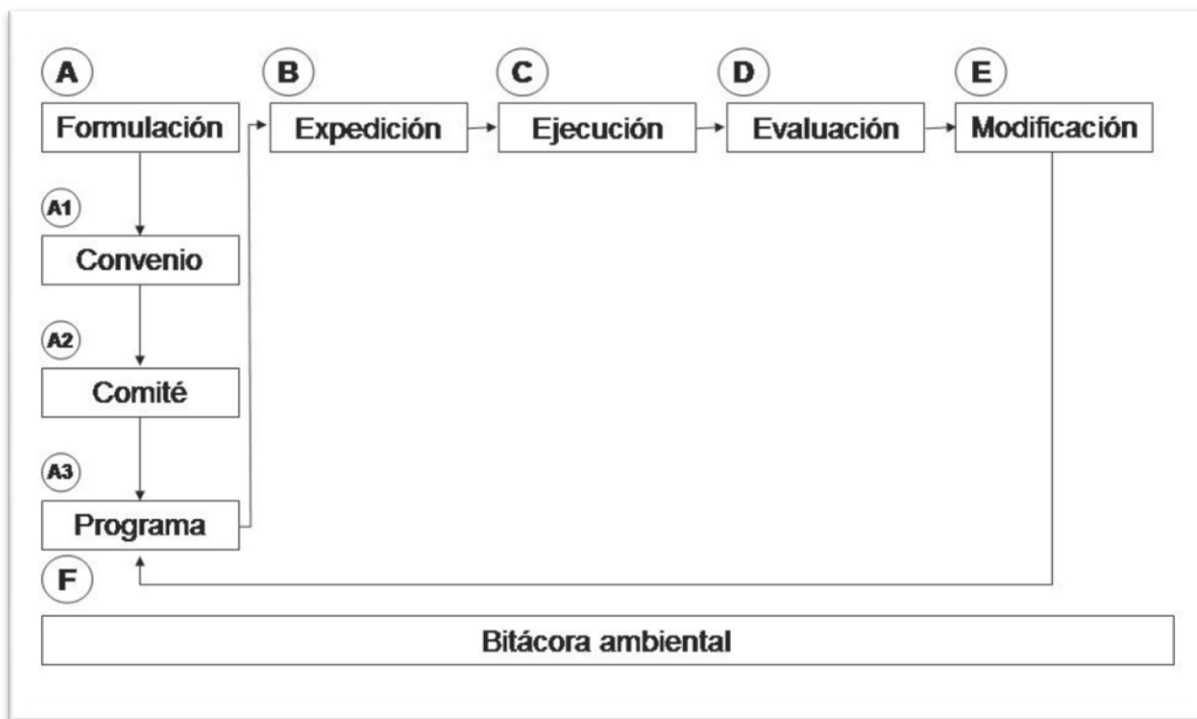 A
B
C
D
E
Formulación
Expedición
Ejecución
Evaluación
Modificación
A1
Convenio
A2
Comité
A3
Programa
F
Bitácora ambiental